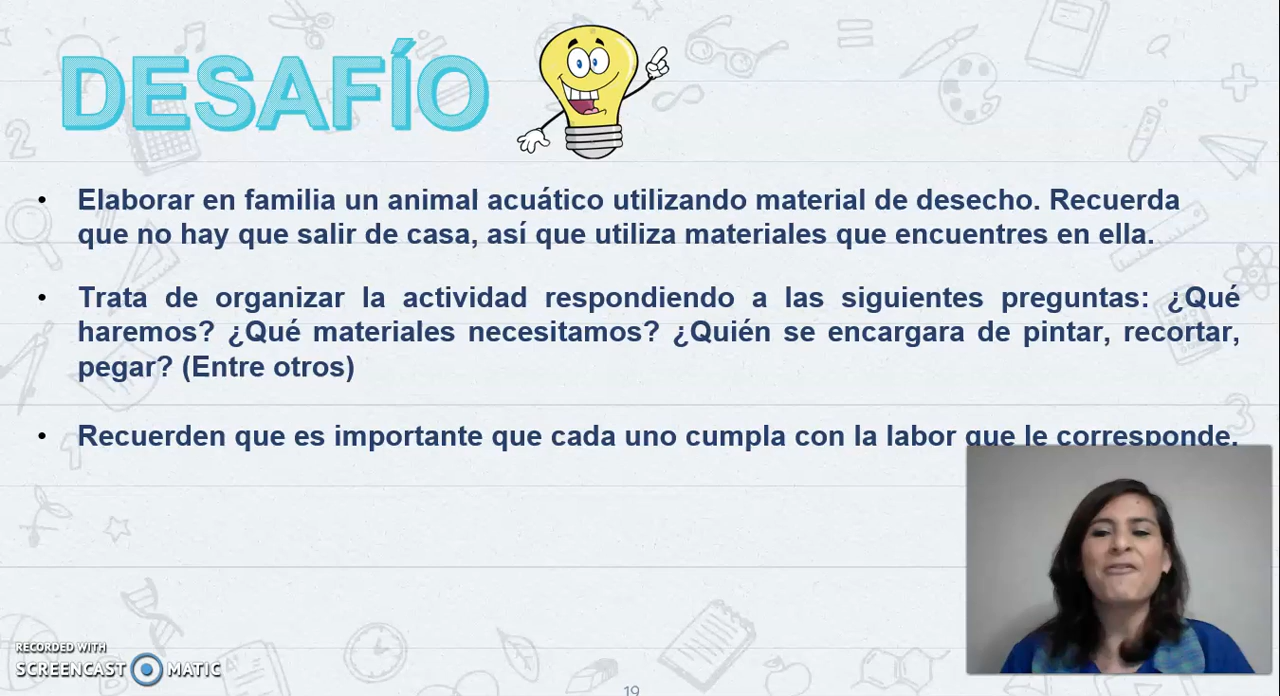 DESAFÍO
• Elaborar en familia un animal acuático utilizando material de desecho. Recuerda
que no hay que salir de casa, así que utiliza materiales que encuentres en ella.
• Trata de organizar la actividad respondiendo a las siguientes preguntas: ¿Qué
haremos? ¿Qué materiales necesitamos? ¿Quién se encargara de pintar, recortar,
pegar? (Entre otros)
• Recuerden que es importante que cada uno cumpla con la labor que le corresponde.
RECORDED WITH
SCREENCAST MATIC
19